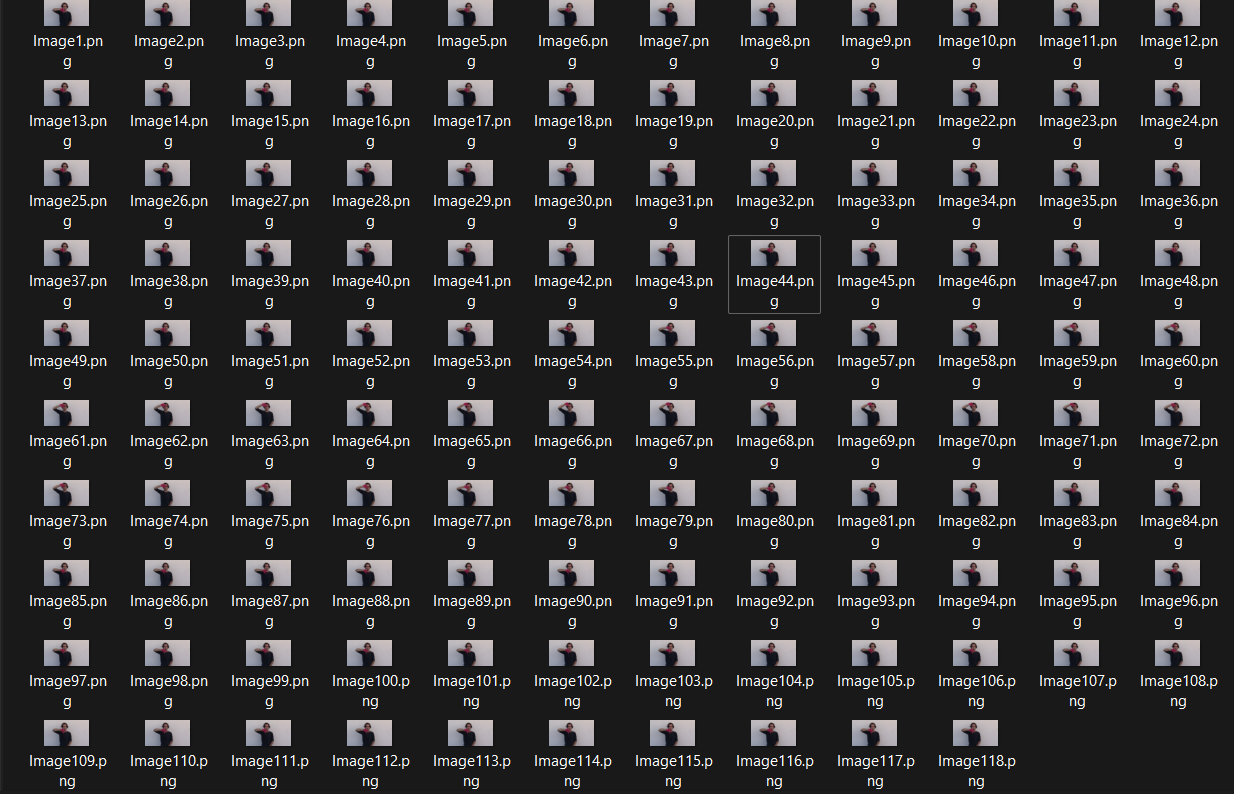 Image1.pn Image2.pn Image3.pn Image4.pn Image5.pn Image6.pn Image7.pn Image8.pn Image9.pn Image10.pn Image11.pn Image12.pn
g g g g g g g g g g g g
Image13.pn Image14.pn Image15.pn Image16.pn Image17.pn Image18.pn Image19.pn Image20.pn Image21.pn Image22.pn Image23.pn Image24.pn
g g g g g g g g g g g g
Image25.pn Image26.pn Image27.pn Image28.pn Image29.pn Image30.pn Image31.pn Image32.pn Image33.pn Image34.pn Image35.pn Image36.pn
g g g g g g g g g g g g
Image37.pn Image38.pn Image39.pn Image40.pn Image41.pn Image42.pn Image43.pn Image44.pn Image45.pn Image46.pn Image47.pn Image48.pn
g g g g g g g g g g g g
Image49.pn Image50.pn Image51.pn Image52.pn Image53.pn Image54.pn Image55.pn Image56.pn Image57.pn Image58.pn Image59.pn Image60.pn
g g g g g g g g g g g g
Image61.pn Image62.pn Image63.pn Image64.pn Image65.pn Image66.pn Image67.pn Image68.pn Image69.pn Image70.pn Image71.pn Image72.pn
g g g g g g g g g g g g
Image73.pn Image74.pn Image75.pn Image76.pn Image77.pn Image78.pn Image79.pn Image80.pn Image81.pn Image82.pn Image83.pn Image84.pn
g g g g g g g g g g g g
Image85.pn Image86.pn Image87.pn Image88.pn Image89.pn Image90.pn Image91.pn Image92.pn Image93.pn Image94.pn Image95.pn Image96.pn
g g g g g g g g g g g g
Image97.pn Image98.pn Image99.pn Image100.p Image101.p Image102.p Image103.p Image104.p Image105.p Image106.p Image107.p Image108.p
g g g ng ng ng ng ng ng ng ng ng
Image109.p Image110.p Image111.p Image112.p Image113.p Image114.p Image115.p Image116.p Image117.p Image118.p
ng ng ng ng ng ng ng ng ng ng